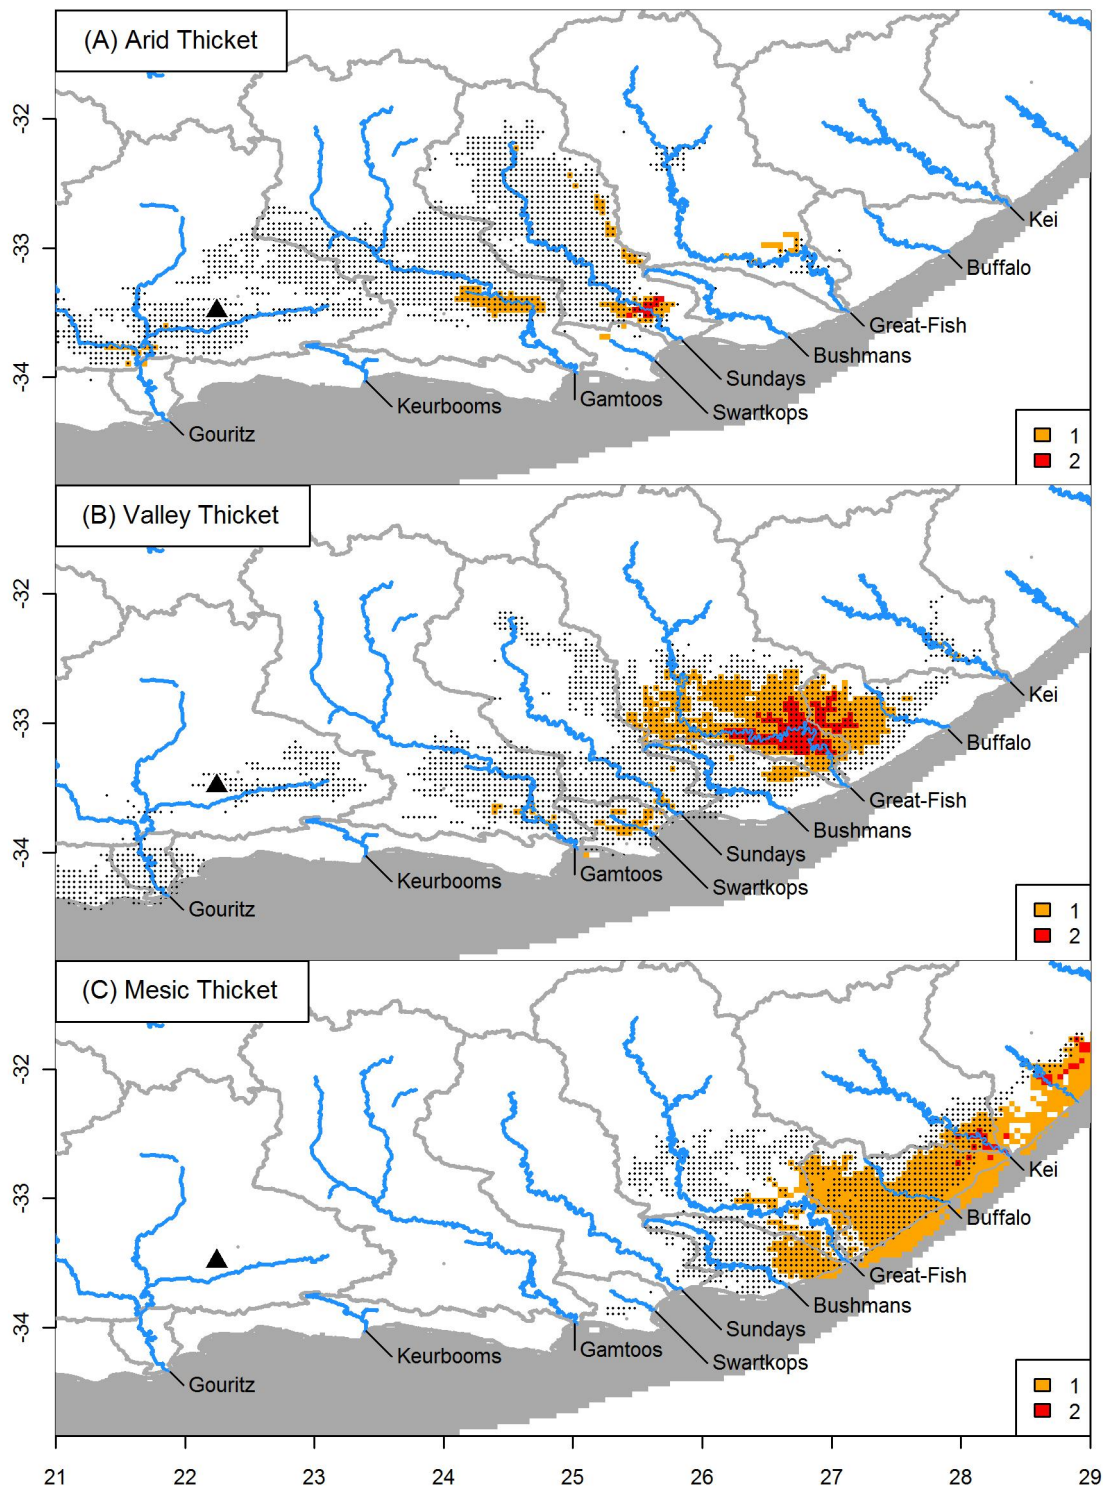 (A) Arid Thicket
-32
-33
-34
Kei
Buffalo
Great-Fish
Bushmans
Sundays
Swartkops
Gamtoos
Keurbooms
Gouritz
1
2
(B) Valley Thicket
-32
-33
-34
Kei
Buffalo
Great-Fish
Bushmans
Sundays
Swartkops
Gamtoos
Keurbooms
Gouritz
1
2
(C) Mesic Thicket
-32
-33
-34
Kei
Buffalo
Great-Fish
Bushmans
Sundays
Swartkops
Gamtoos
Keurbooms
Gouritz
1
2
21 22 23 24 25 26 27 28 29